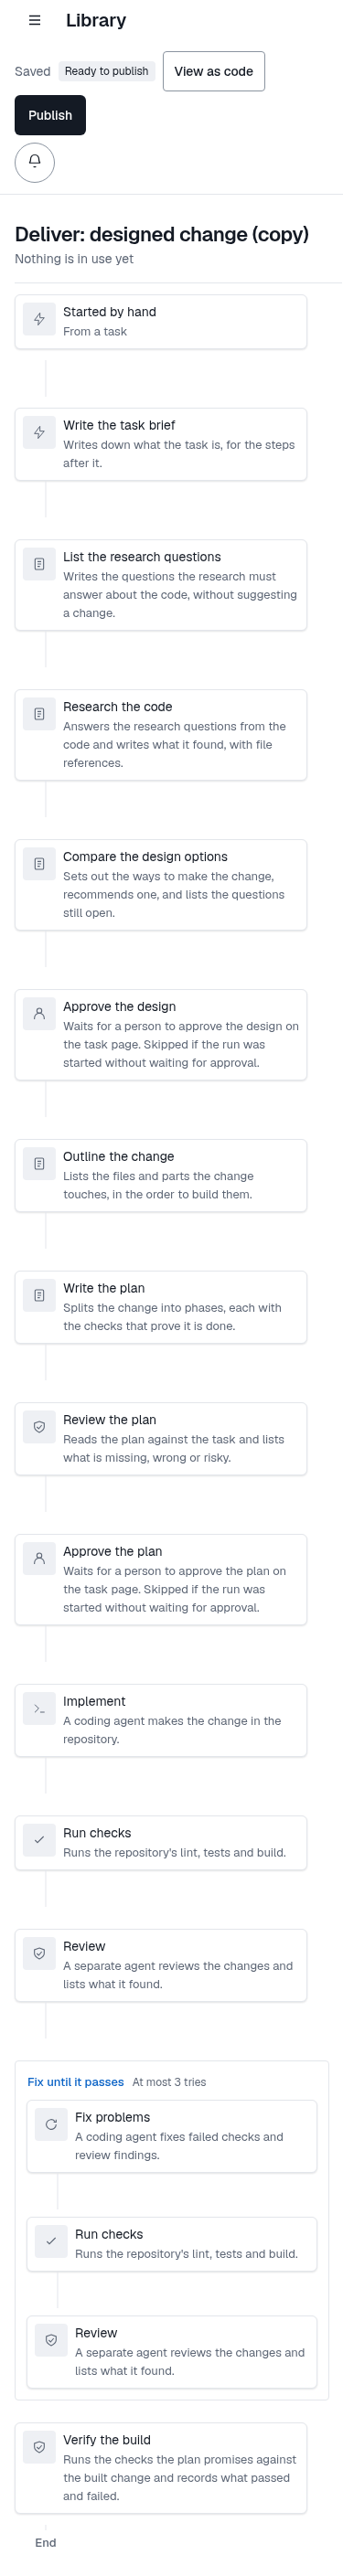 Library
Saved
Ready to publish
View as code
Publish
Deliver: designed change (copy)
Nothing is in use yet
Started by hand
From a task
Write the task brief
Writes down what the task is, for the steps
after it.
List the research questions
Writes the questions the research must
answer about the code, without suggesting
a change.
Research the code
Answers the research questions from the
code and writes what it found, with file
references.
Compare the design options
Sets out the ways to make the change,
recommends one, and lists the questions
still open.
Approve the design
Waits for a person to approve the design on
the task page. Skipped if the run was
started without waiting for approval.
Outline the change
Lists the files and parts the change
touches, in the order to build them.
Write the plan
Splits the change into phases, each with
the checks that prove it is done.
Review the plan
Reads the plan against the task and lists
what is missing, wrong or risky.
Approve the plan
Waits for a person to approve the plan on
the task page. Skipped if the run was
started without waiting for approval.
Implement
A coding agent makes the change in the
repository.
Run checks
Runs the repository's lint, tests and build.
Review
A separate agent reviews the changes and
lists what it found.
Fix until it passes At most 3 tries
Fix problems
A coding agent fixes failed checks and
review findings.
Run checks
Runs the repository's lint, tests and build.
Review
A separate agent reviews the changes and
lists what it found.
Verify the build
Runs the checks the plan promises against
the built change and records what passed
and failed.
End